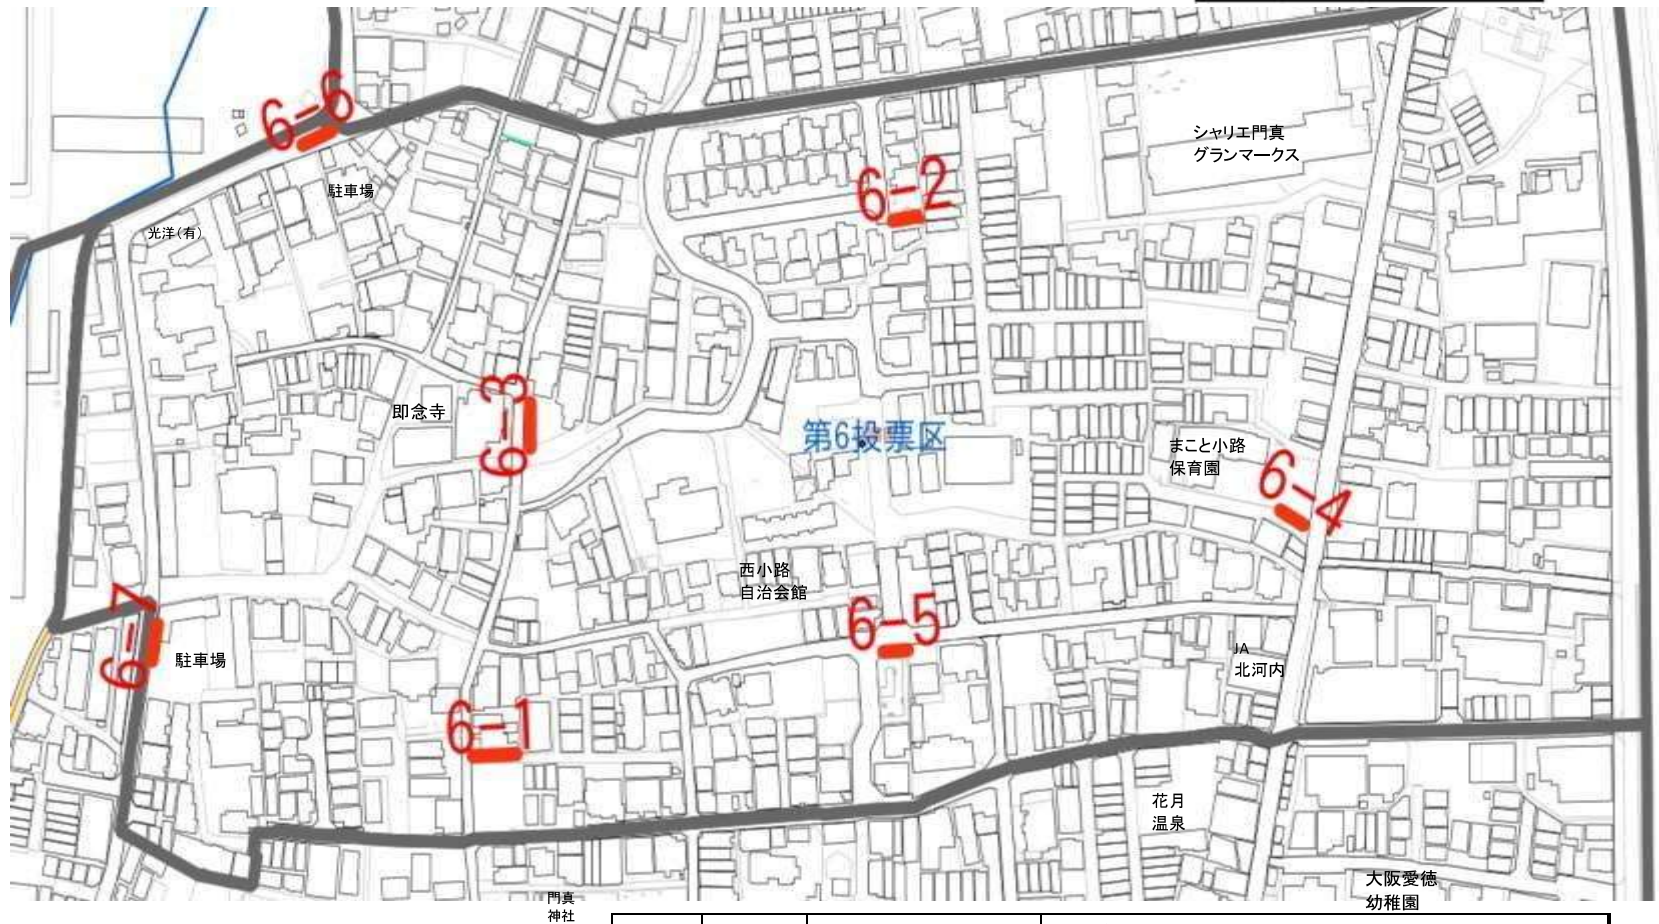 6-6
シャリエ門真
グランマークス
駐車場
6-2
光洋(有)
6-3
即念寺
第6投票区
まこと小路
保育園
6-4
西小路
自治会館
6-5
6-7
駐車場
JA
北河内
6-1
花月
温泉
大阪愛徳
幼稚園
門真
神社